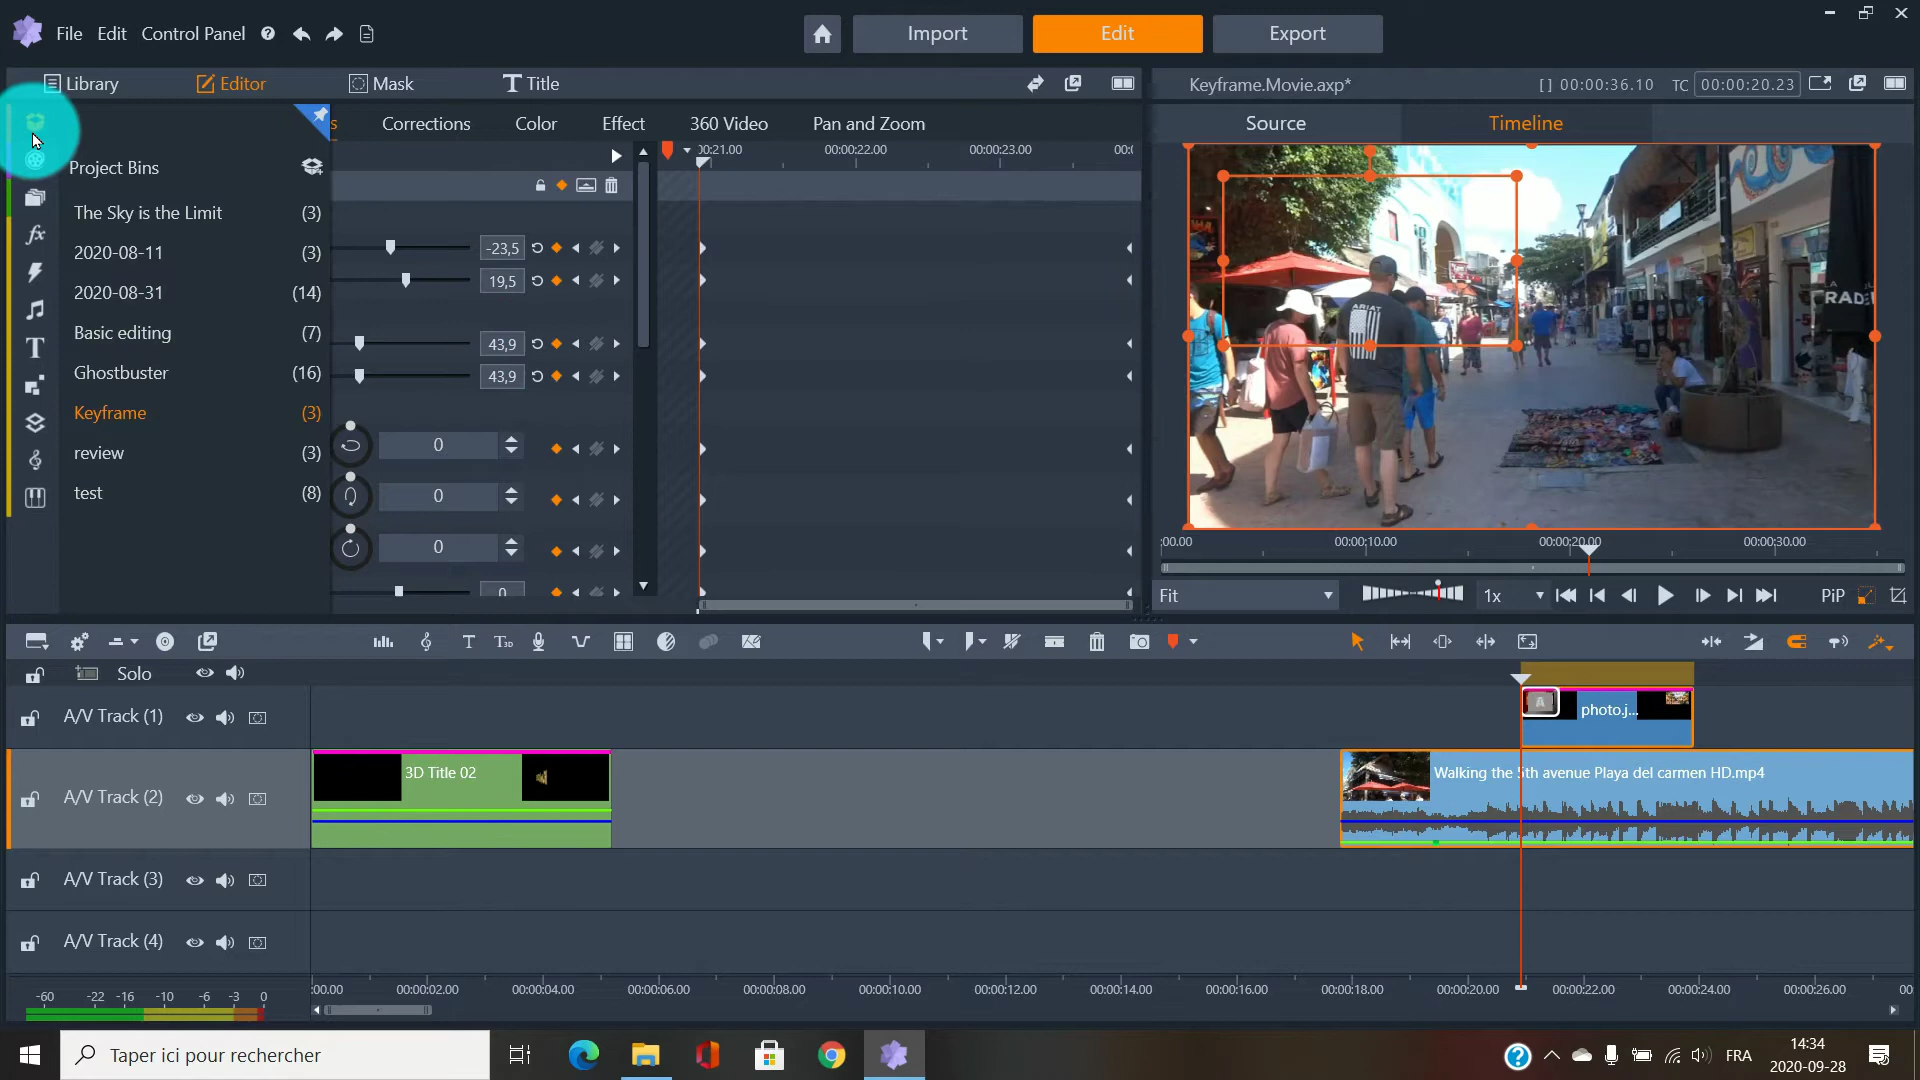 File Edit Control Panel
Import Edit Export
Library Editor Mask Title
Keyframe.Movie.axp* [ ] 00:00:36.10 TC 00:00:20.23
s Corrections Color Effect 360 Video Pan and Zoom
Source Timeline
Project Bins
:00:21.00 00:00:22.00 00:00:23.00 00:(
The Sky is the Limit (3)
2020-08-11 (3)
-23,5
2020-08-31 (14)
19,5
Basic editing (7)
43,9
Ghostbuster (16)
43,9
Keyframe (3)
0
review (3)
test (8)
0
0
0
ARIAT
RADE
:00.00 00:00:10.00 00:00:20.00 00:00:30.00
Fit 1x PiP
Solo
A/V Track (1)
A photo.j...
A/V Track (2)
3D Title 02
Walking the 5th avenue Playa del carmen HD.mp4
A/V Track (3)
A/V Track (4)
-60 -22 -16 -10 -6 -3 0
:00.00 00:00:02.00 00:00:04.00 00:00:06.00 00:00:08.00 00:00:10.00 00:00:12.00 00:00:14.00 00:00:16.00 00:00:18.00 00:00:20.00 00:00:22.00 00:00:24.00 00:00:26.00 00
Taper ici pour rechercher
FRA
14:34
2020-09-28